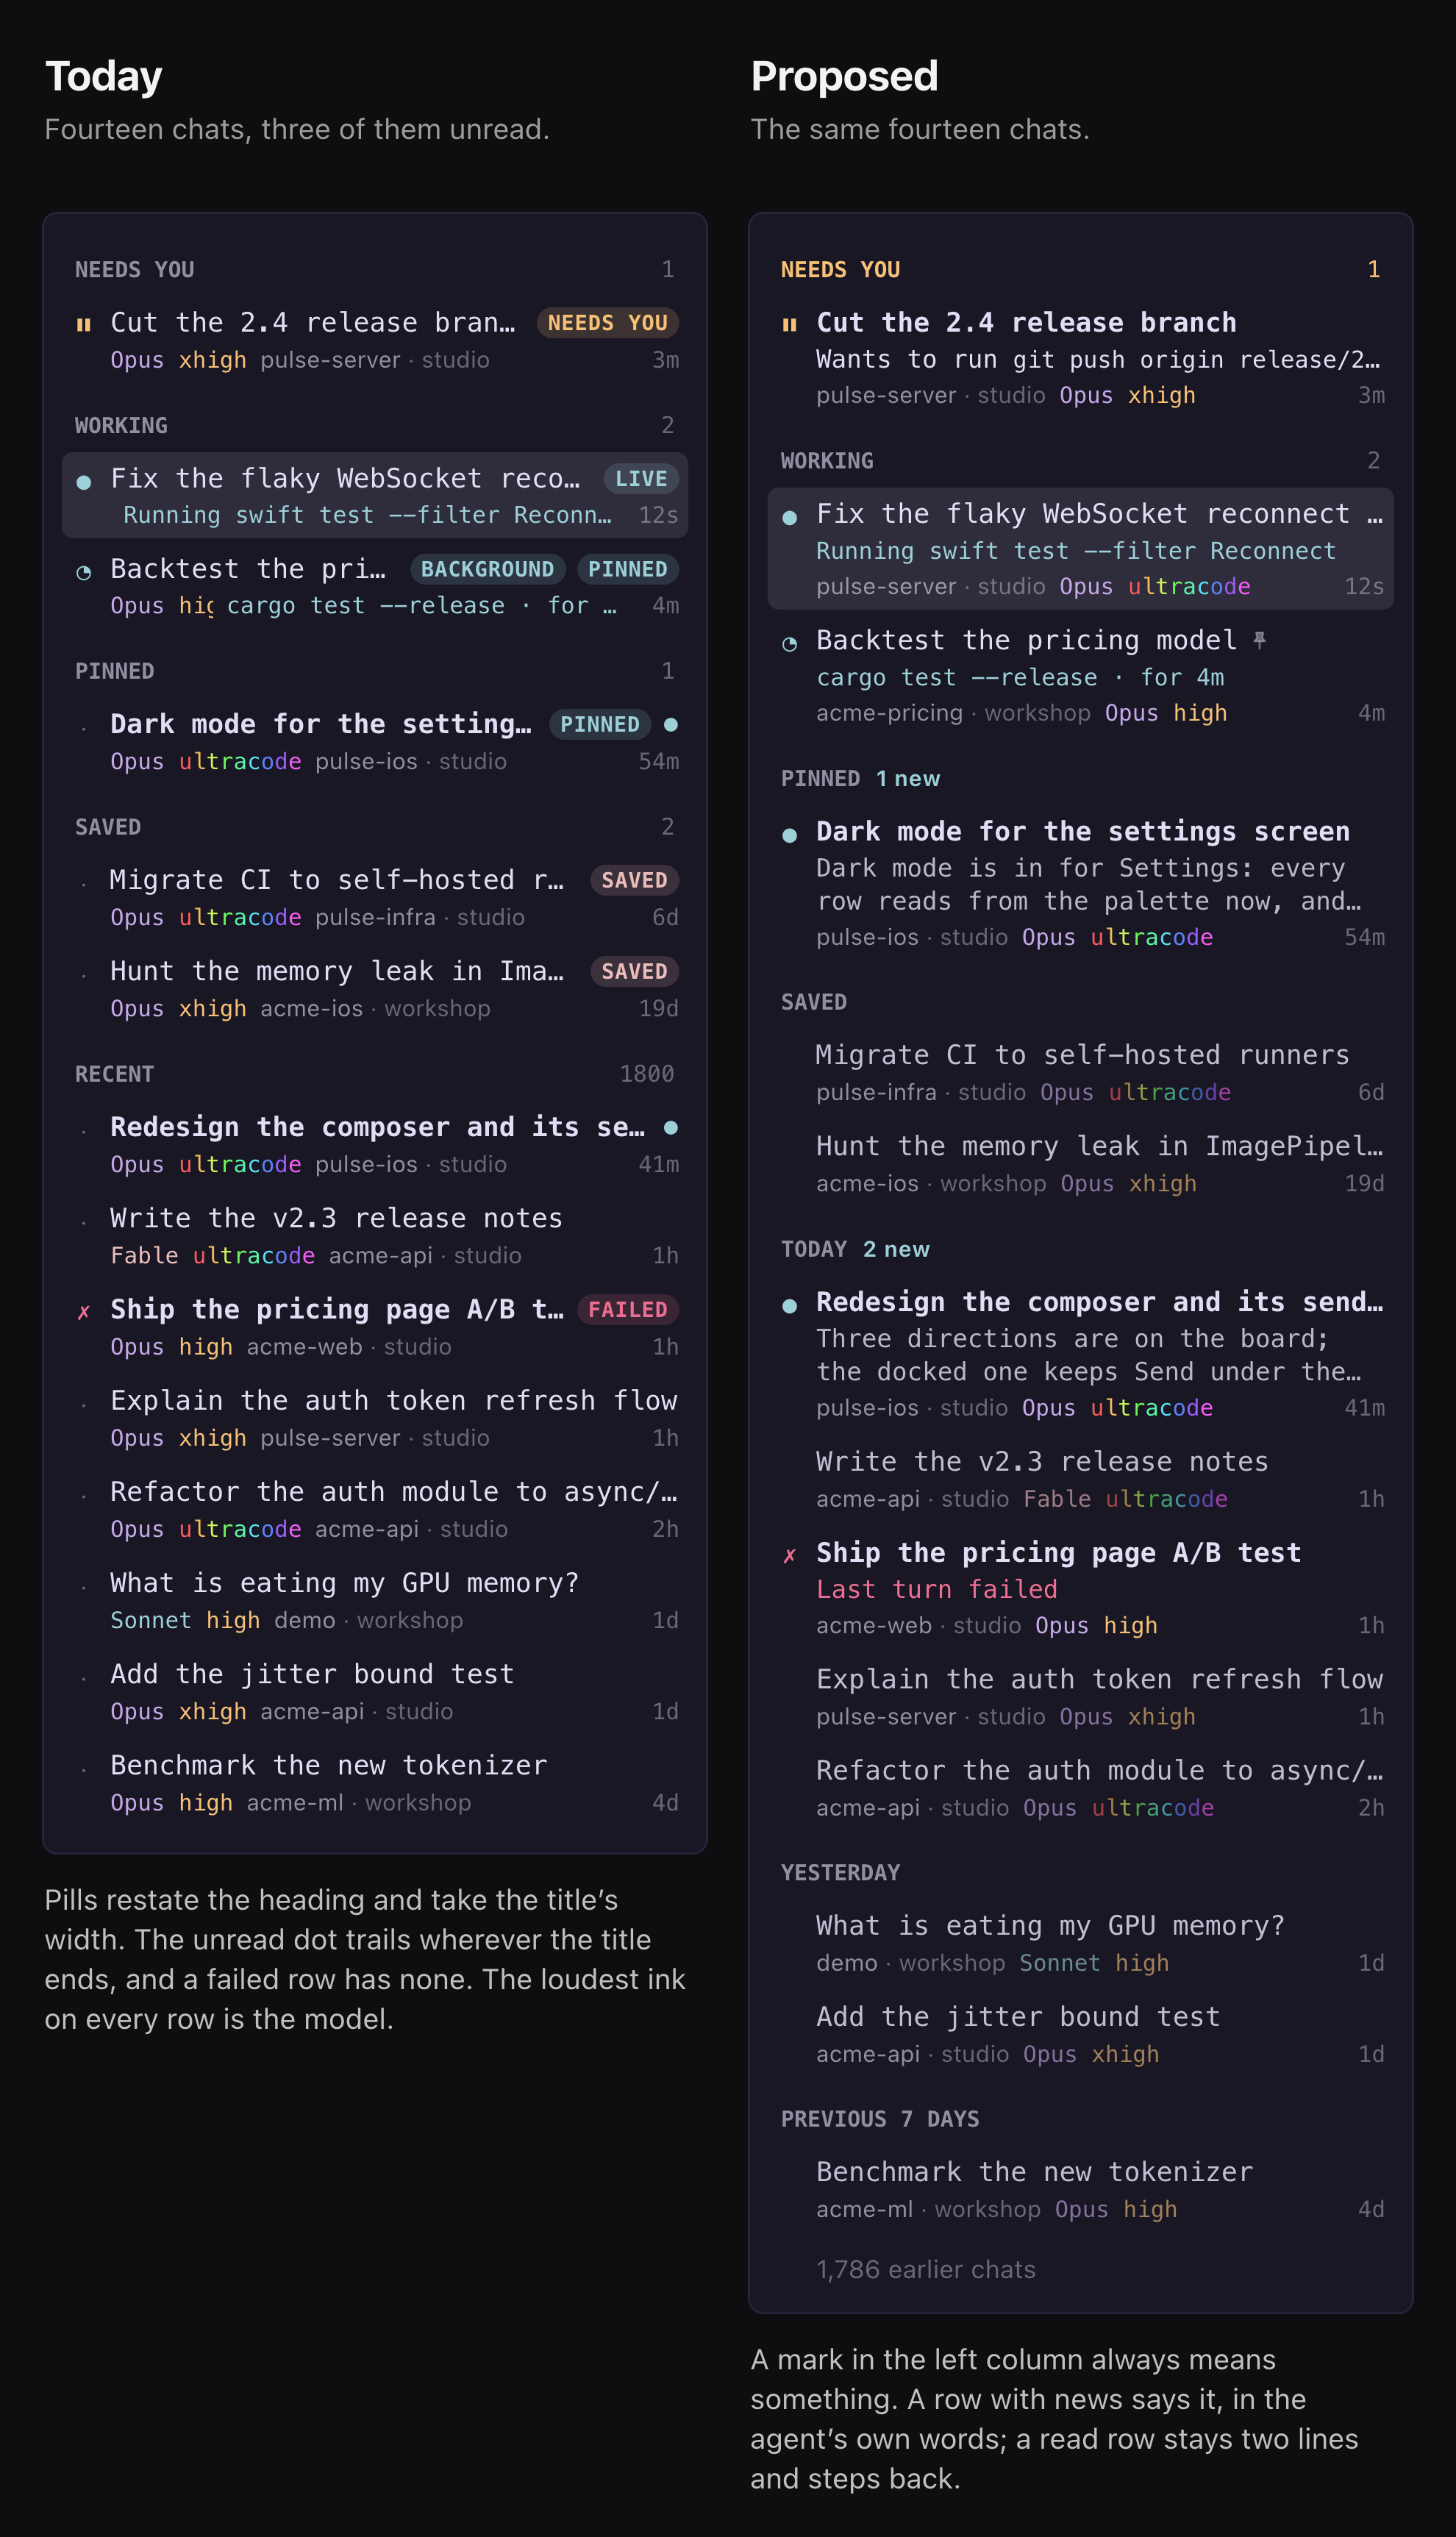 Today
Fourteen chats, three of them unread.
NEEDS YOU 1
Cut the 2.4 release bran… NEEDS YOU
Opus xhigh pulse-server · studio 3m
WORKING 2
Fix the flaky WebSocket reco… LIVE
Running swift test --filter Reconn… 12s
Backtest the pri… BACKGROUND PINNED
Opus hig cargo test --release · for … 4m
PINNED 1
Dark mode for the setting… PINNED
Opus ultracode pulse-ios · studio 54m
SAVED 2
Migrate CI to self-hosted r… SAVED
Opus ultracode pulse-infra · studio 6d
Hunt the memory leak in Ima… SAVED
Opus xhigh acme-ios · workshop 19d
RECENT 1800
Redesign the composer and its se…
Opus ultracode pulse-ios · studio 41m
Write the v2.3 release notes
Fable ultracode acme-api · studio 1h
✗ Ship the pricing page A/B t… FAILED
Opus high acme-web · studio 1h
Explain the auth token refresh flow
Opus xhigh pulse-server · studio 1h
Refactor the auth module to async/…
Opus ultracode acme-api · studio 2h
What is eating my GPU memory?
Sonnet high demo · workshop 1d
Add the jitter bound test
Opus xhigh acme-api · studio 1d
Benchmark the new tokenizer
Opus high acme-ml · workshop 4d
Pills restate the heading and take the title’s
width. The unread dot trails wherever the title
ends, and a failed row has none. The loudest ink
on every row is the model.
Proposed
The same fourteen chats.
NEEDS YOU 1
Cut the 2.4 release branch
Wants to run git push origin release/2…
pulse-server · studio Opus xhigh 3m
WORKING 2
Fix the flaky WebSocket reconnect …
Running swift test --filter Reconnect
pulse-server · studio Opus ultracode 12s
Backtest the pricing model
cargo test --release · for 4m
acme-pricing · workshop Opus high 4m
PINNED 1 new
Dark mode for the settings screen
Dark mode is in for Settings: every
row reads from the palette now, and…
pulse-ios · studio Opus ultracode 54m
SAVED
Migrate CI to self-hosted runners
pulse-infra · studio Opus ultracode 6d
Hunt the memory leak in ImagePipel…
acme-ios · workshop Opus xhigh 19d
TODAY 2 new
Redesign the composer and its send…
Three directions are on the board;
the docked one keeps Send under the…
pulse-ios · studio Opus ultracode 41m
Write the v2.3 release notes
acme-api · studio Fable ultracode 1h
✗ Ship the pricing page A/B test
Last turn failed
acme-web · studio Opus high 1h
Explain the auth token refresh flow
pulse-server · studio Opus xhigh 1h
Refactor the auth module to async/…
acme-api · studio Opus ultracode 2h
YESTERDAY
What is eating my GPU memory?
demo · workshop Sonnet high 1d
Add the jitter bound test
acme-api · studio Opus xhigh 1d
PREVIOUS 7 DAYS
Benchmark the new tokenizer
acme-ml · workshop Opus high 4d
1,786 earlier chats
A mark in the left column always means
something. A row with news says it, in the
agent’s own words; a read row stays two lines
and steps back.